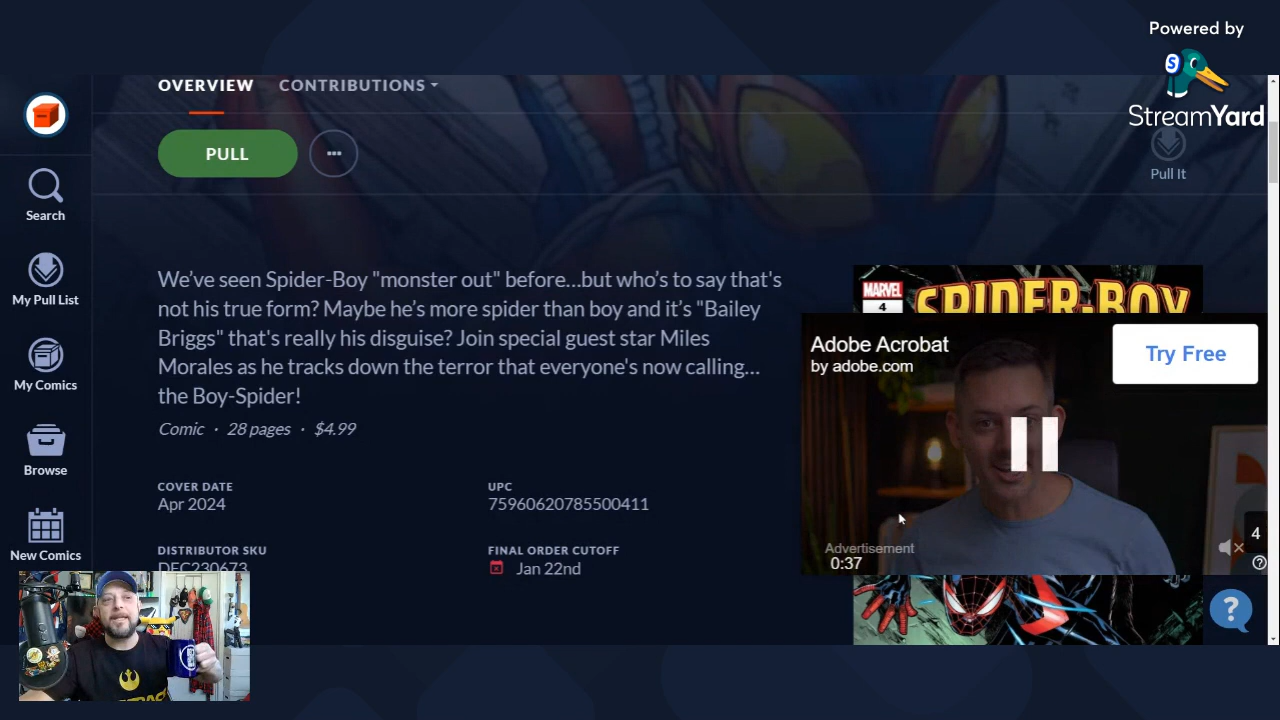 Powered by
StreamYard
OVERVIEW
CONTRIBUTIONS
PULL
Pull It
Search
My Pull List
My Comics
Browse
New Comics
We’ve seen Spider-Boy "monster out" before…but who’s to say that's
not his true form? Maybe he’s more spider than boy and it’s "Bailey
Briggs" that's really his disguise? Join special guest star Miles
Morales as he tracks down the terror that everyone's now calling…
the Boy-Spider!
Comic · 28 pages · $4.99
COVER DATE
Apr 2024
UPC
75960620785500411
DISTRIBUTOR SKU
DEC230673
FINAL ORDER CUTOFF
Jan 22nd
MARVEL
4
SPIDER-BOY
Adobe Acrobat
by adobe.com
Try Free
Advertisement
0:37
4